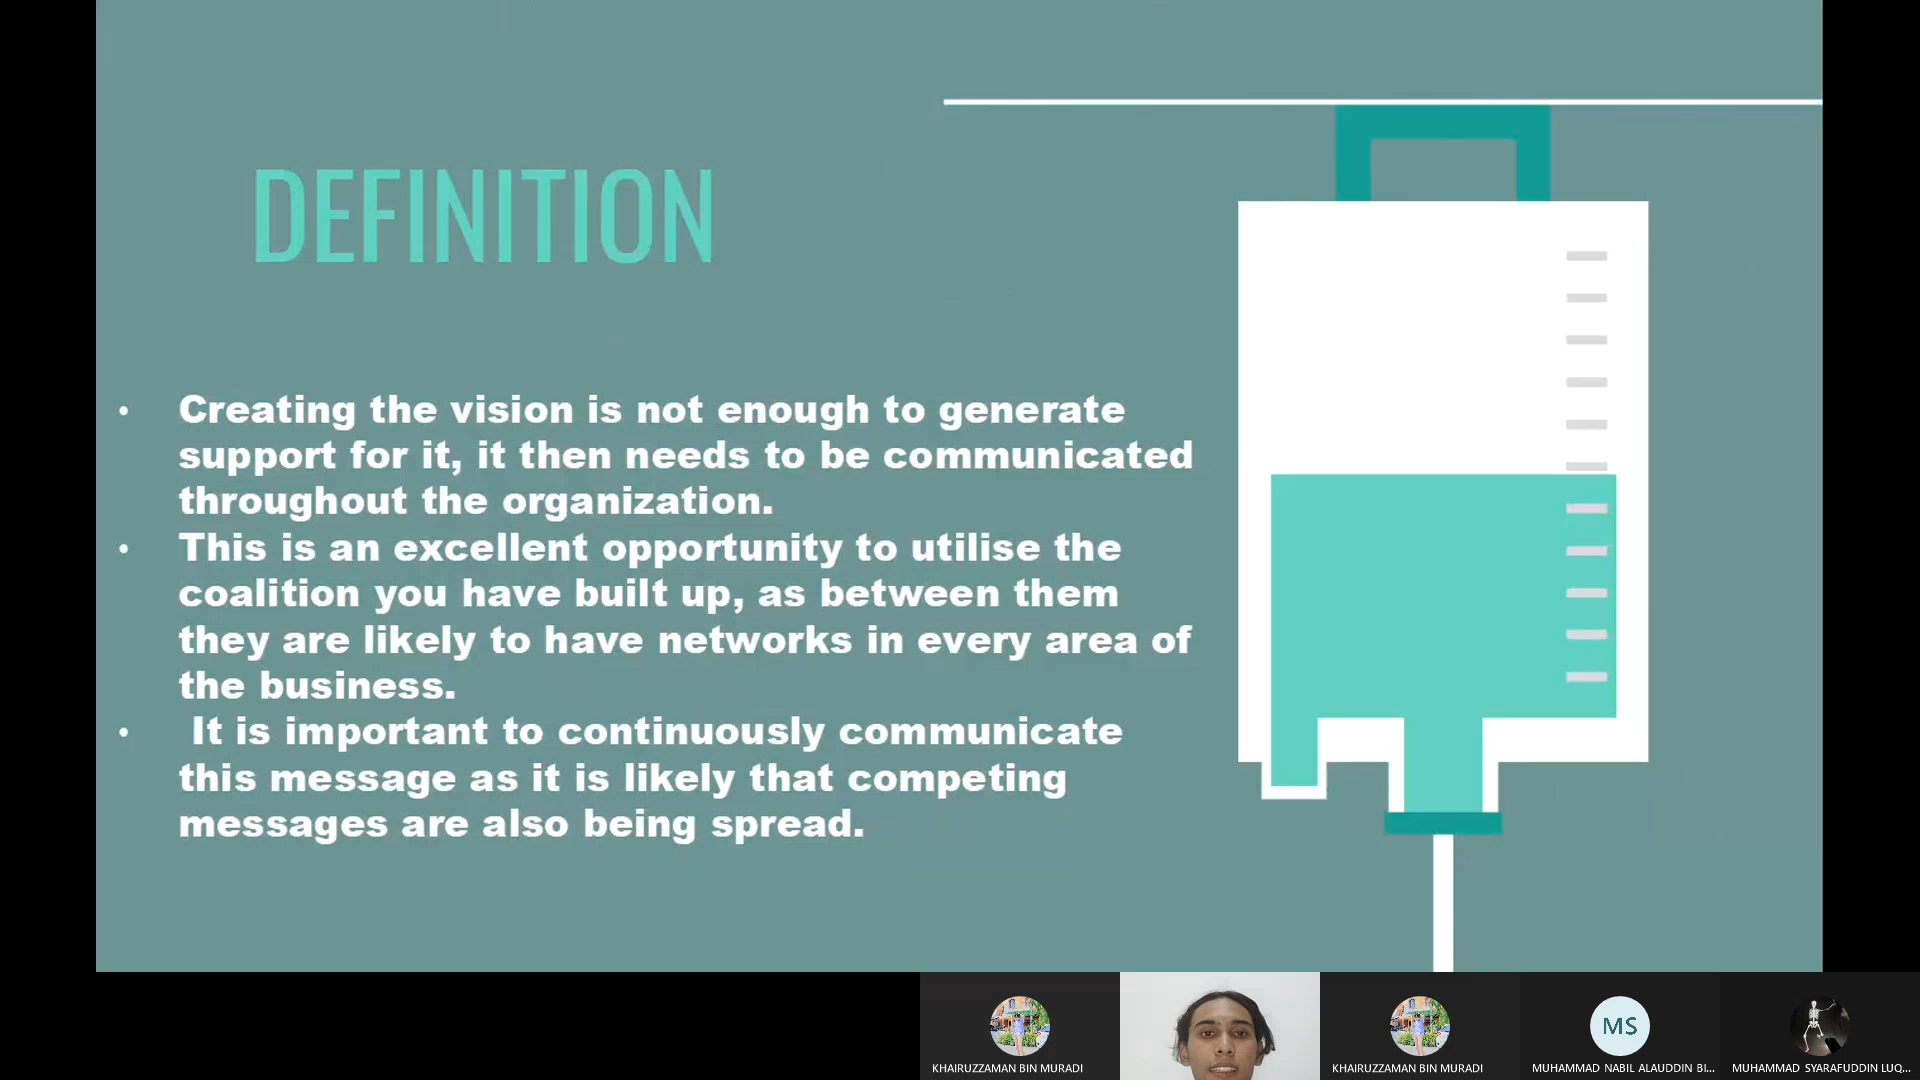 DEFINITION
• Creating the vision is not enough to generate
support for it, it then needs to be communicated
throughout the organization.
• This is an excellent opportunity to utilise the
coalition you have built up, as between them
they are likely to have networks in every area of
the business.
• It is important to continuously communicate
this message as it is likely that competing
messages are also being spread.
MS
KHAIRUZZAMAN BIN MURADI
KHAIRUZZAMAN BIN MURADI
MUHAMMAD NABIL ALAUDDIN BI...
MUHAMMAD SYARAFUDDIN LUQ...